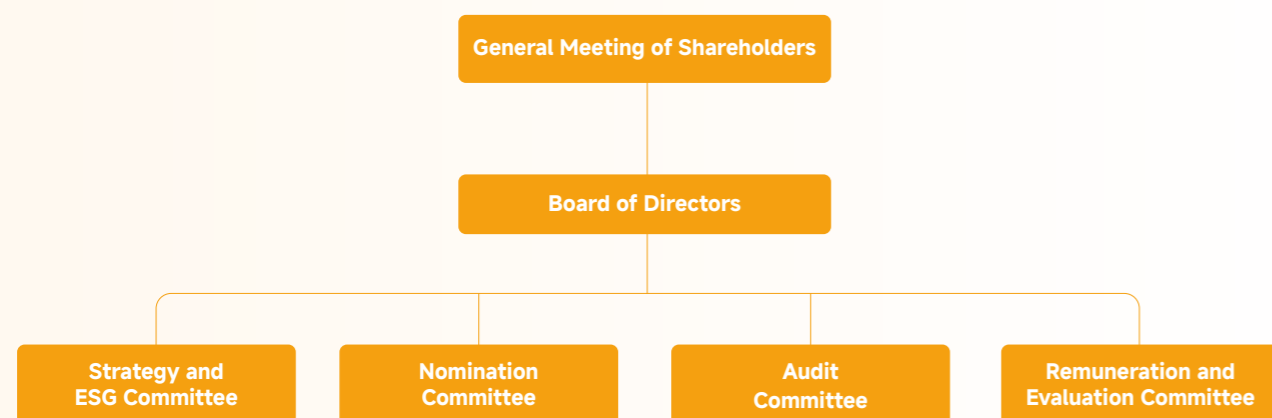 General Meeting of Shareholders
Board of Directors
Strategy and
ESG Committee
Nomination
Committee
Audit
Committee
Remuneration and
Evaluation Committee